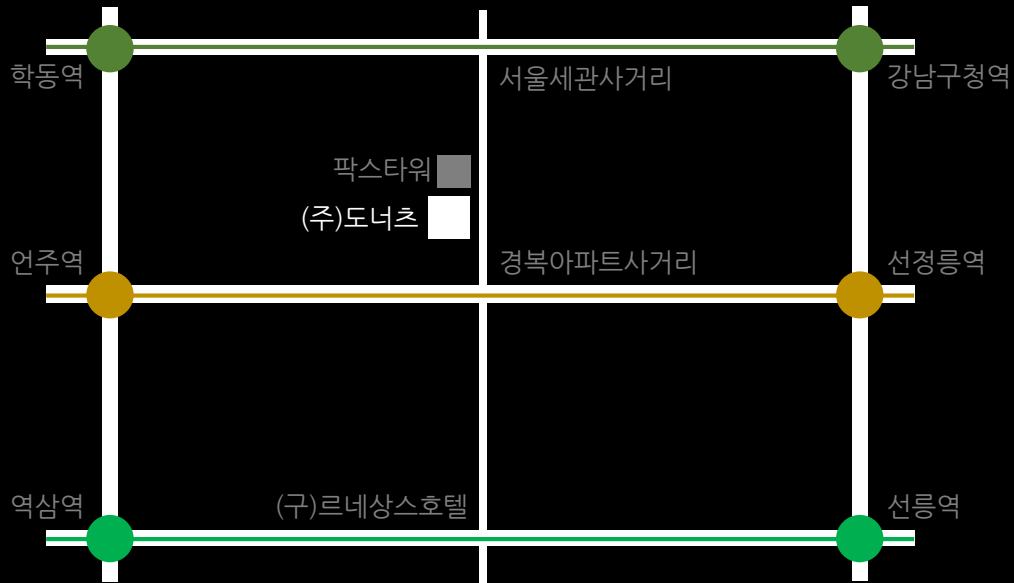 학동역
서울세관사거리
강남구청역
팍스타워
(주)도너츠
언주역
경복아파트사거리
선정릉역
역삼역
(구)르네상스호텔
선릉역